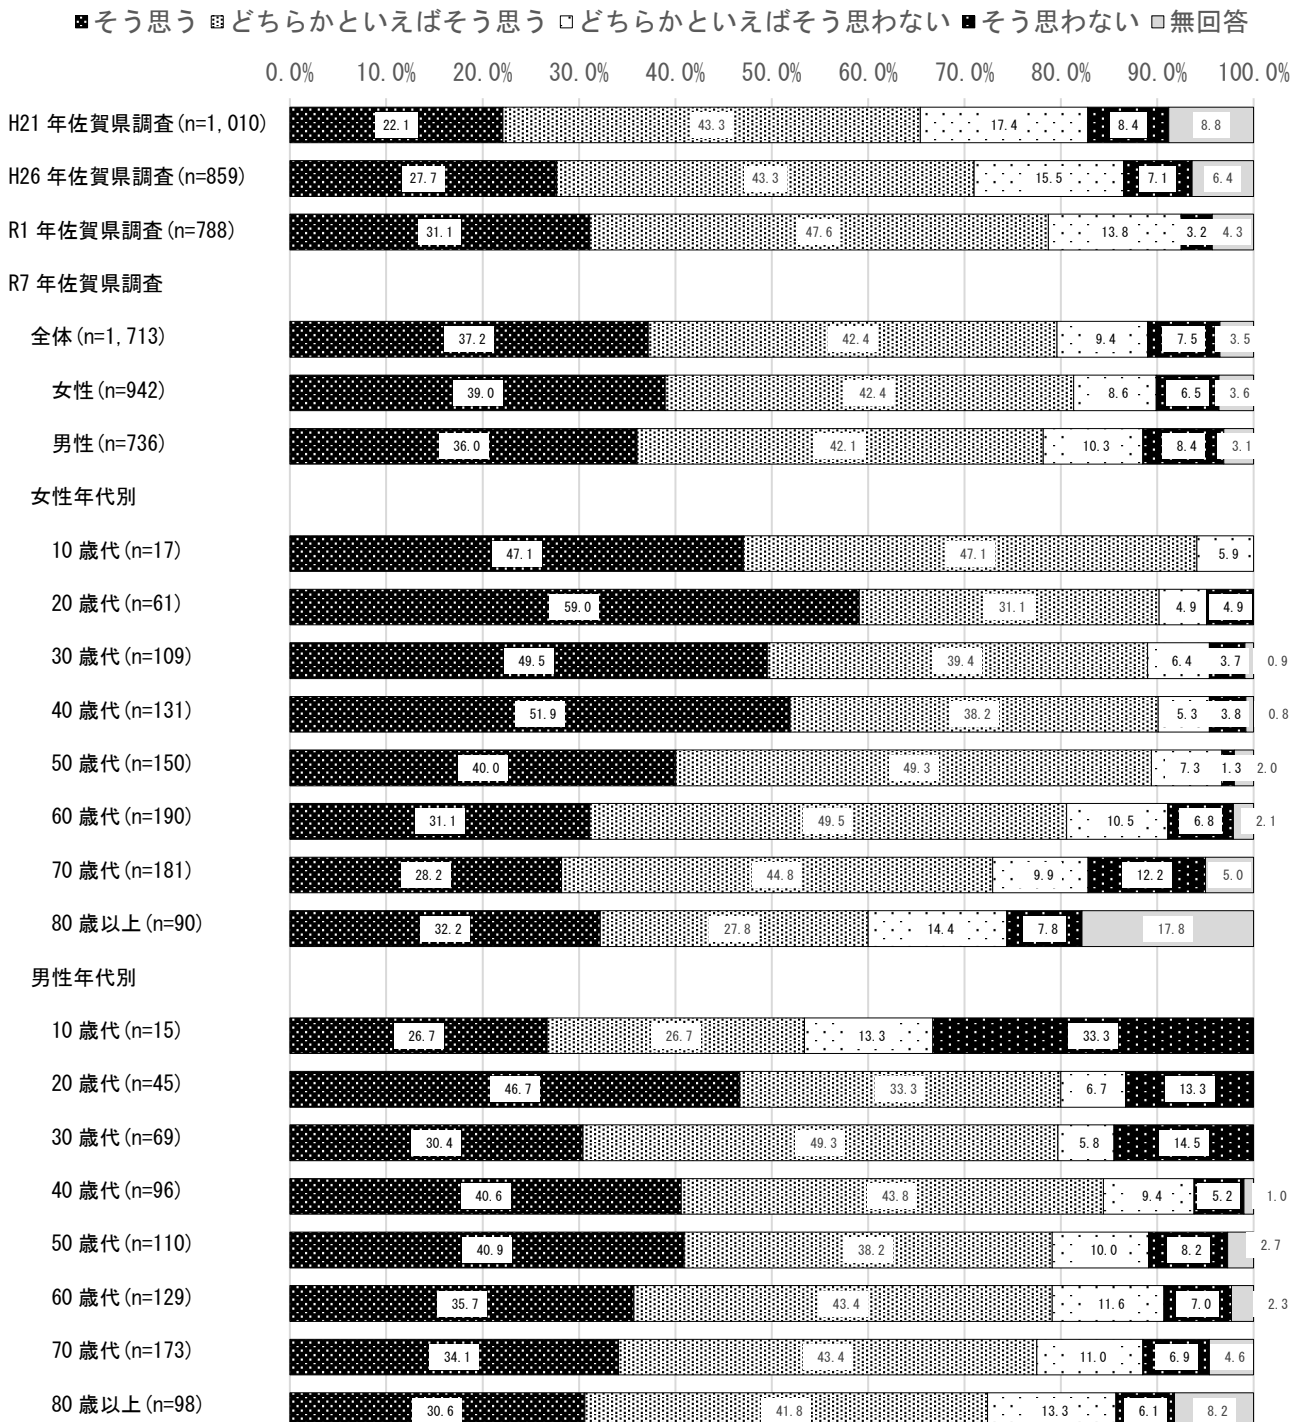 そう思う どちらかといえばそう思う どちらかといえばそう思わない そう思わない 無回答
0.0% 10.0% 20.0% 30.0% 40.0% 50.0% 60.0% 70.0% 80.0% 90.0% 100.0%
H21 年佐賀県調査(n=1,010) 22.1 43.3 17.4 8.4 8.8
H26 年佐賀県調査(n=859) 27.7 43.3 15.5 7.1 6.4
R1 年佐賀県調査(n=788) 31.1 47.6 13.8 3.2 4.3
R7 年佐賀県調査
全体(n=1,713) 37.2 42.4 9.4 7.5 3.5
女性(n=942) 39.0 42.4 8.6 6.5 3.6
男性(n=736) 36.0 42.1 10.3 8.4 3.1
女性年代別
10 歳代(n=17) 47.1 47.1 5.9
20 歳代(n=61) 59.0 31.1 4.9 4.9
30 歳代(n=109) 49.5 39.4 6.4 3.7 0.9
40 歳代(n=131) 51.9 38.2 5.3 3.8 0.8
50 歳代(n=150) 40.0 49.3 7.3 1.3 2.0
60 歳代(n=190) 31.1 49.5 10.5 6.8 2.1
70 歳代(n=181) 28.2 44.8 9.9 12.2 5.0
80 歳以上(n=90) 32.2 27.8 14.4 7.8 17.8
男性年代別
10 歳代(n=15) 26.7 26.7 13.3 33.3
20 歳代(n=45) 46.7 33.3 6.7 13.3
30 歳代(n=69) 30.4 49.3 5.8 14.5
40 歳代(n=96) 40.6 43.8 9.4 5.2 1.0
50 歳代(n=110) 40.9 38.2 10.0 8.2 2.7
60 歳代(n=129) 35.7 43.4 11.6 7.0 2.3
70 歳代(n=173) 34.1 43.4 11.0 6.9 4.6
80 歳以上(n=98) 30.6 41.8 13.3 6.1 8.2